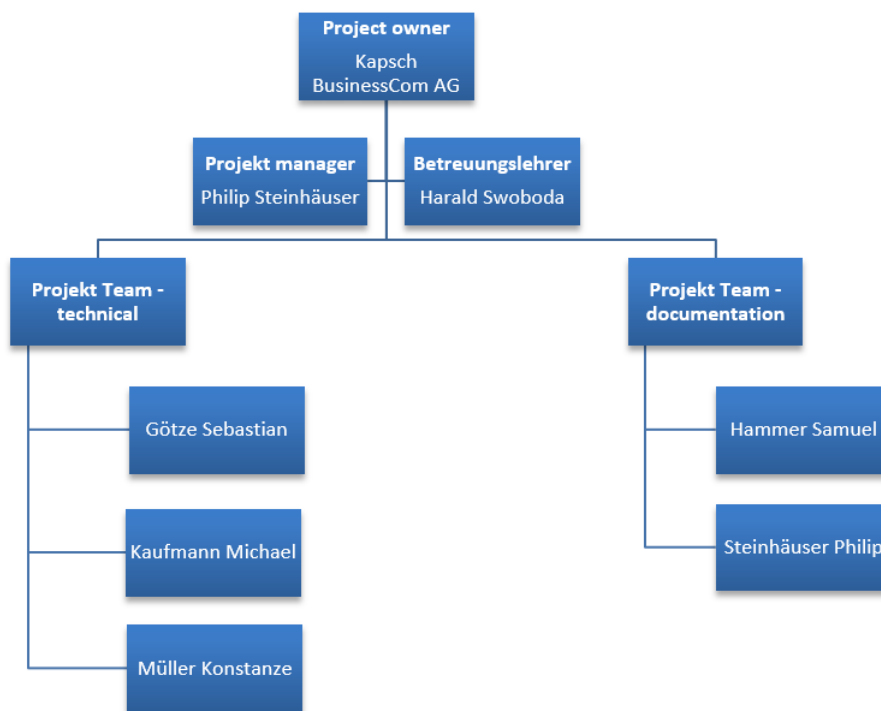 Project owner
Kapsch
BusinessCom AG
Projekt manager
Philip Steinhäuser
Betreuungslehrer
Harald Swoboda
Projekt Team -
technical
Projekt Team -
documentation
Götze Sebastian
Kaufmann Michael
Müller Konstanze
Hammer Samuel
Steinhäuser Philip